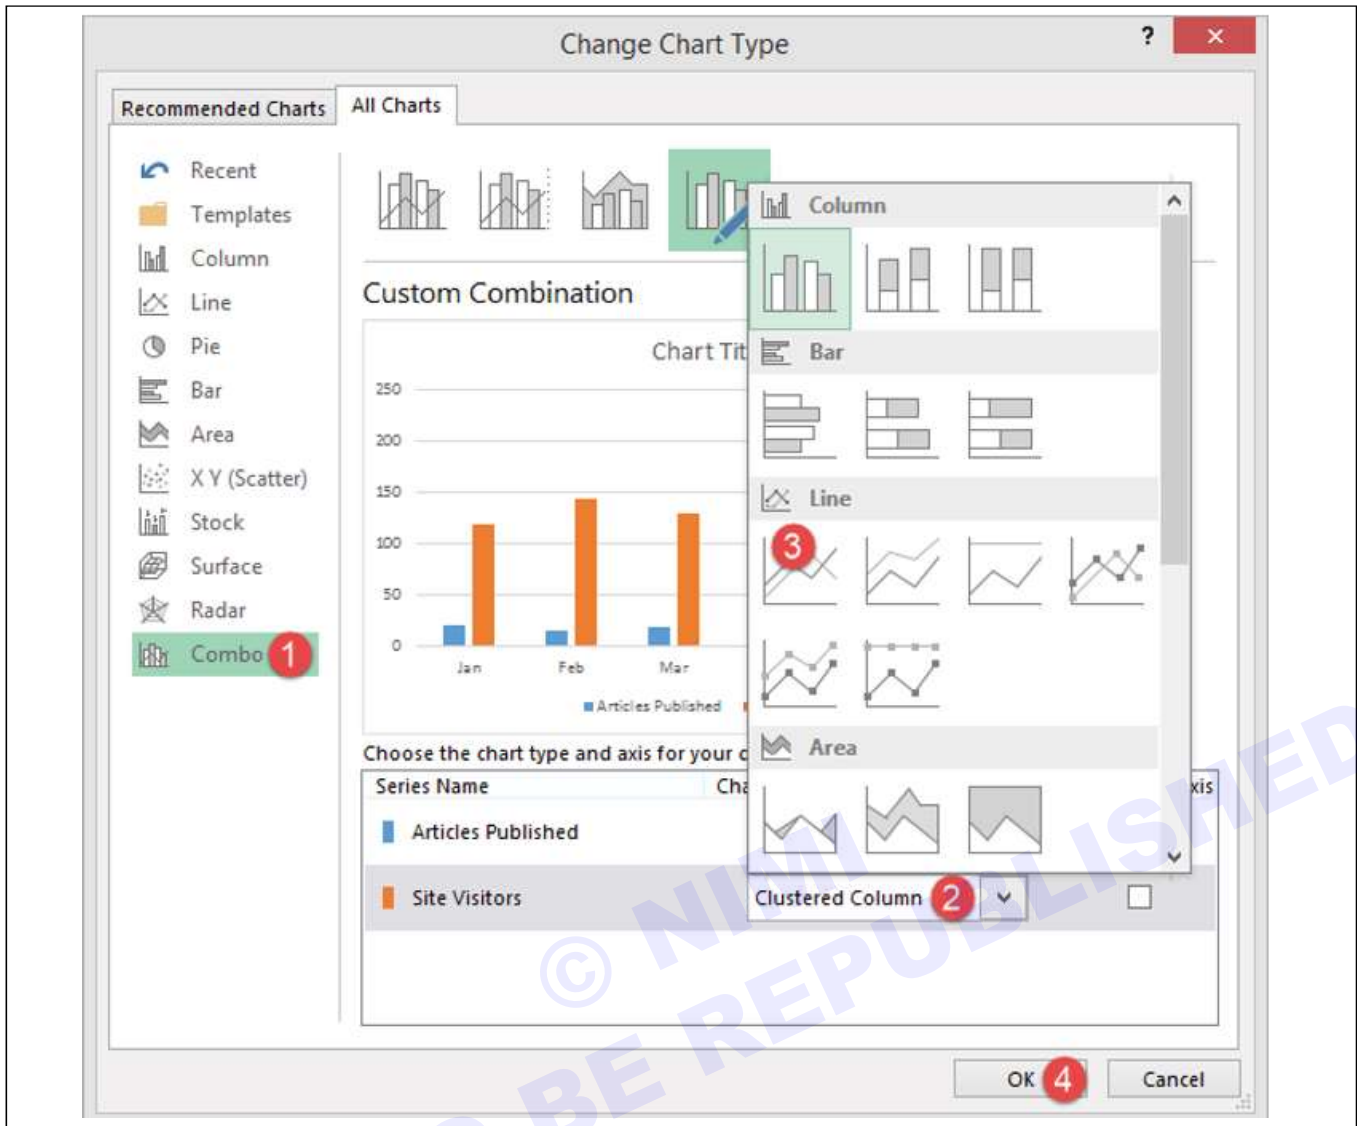 Change Chart Type
?
×
Recommended Charts
All Charts
Recent
Templates
Column
Line
Pie
Bar
Area
X Y (Scatter)
Stock
Surface
Radar
Combo 1
Custom Combination
Chart Tit
250
200
150
100
50
0
Jan Feb Mar
Articles Published
Column
Bar
Line
3
Area
Choose the chart type and axis for your
Series Name Cha xis
Articles Published
Site Visitors Clustered Column 2
OK 4 Cancel
© NIMI
BE REPUBLISHED